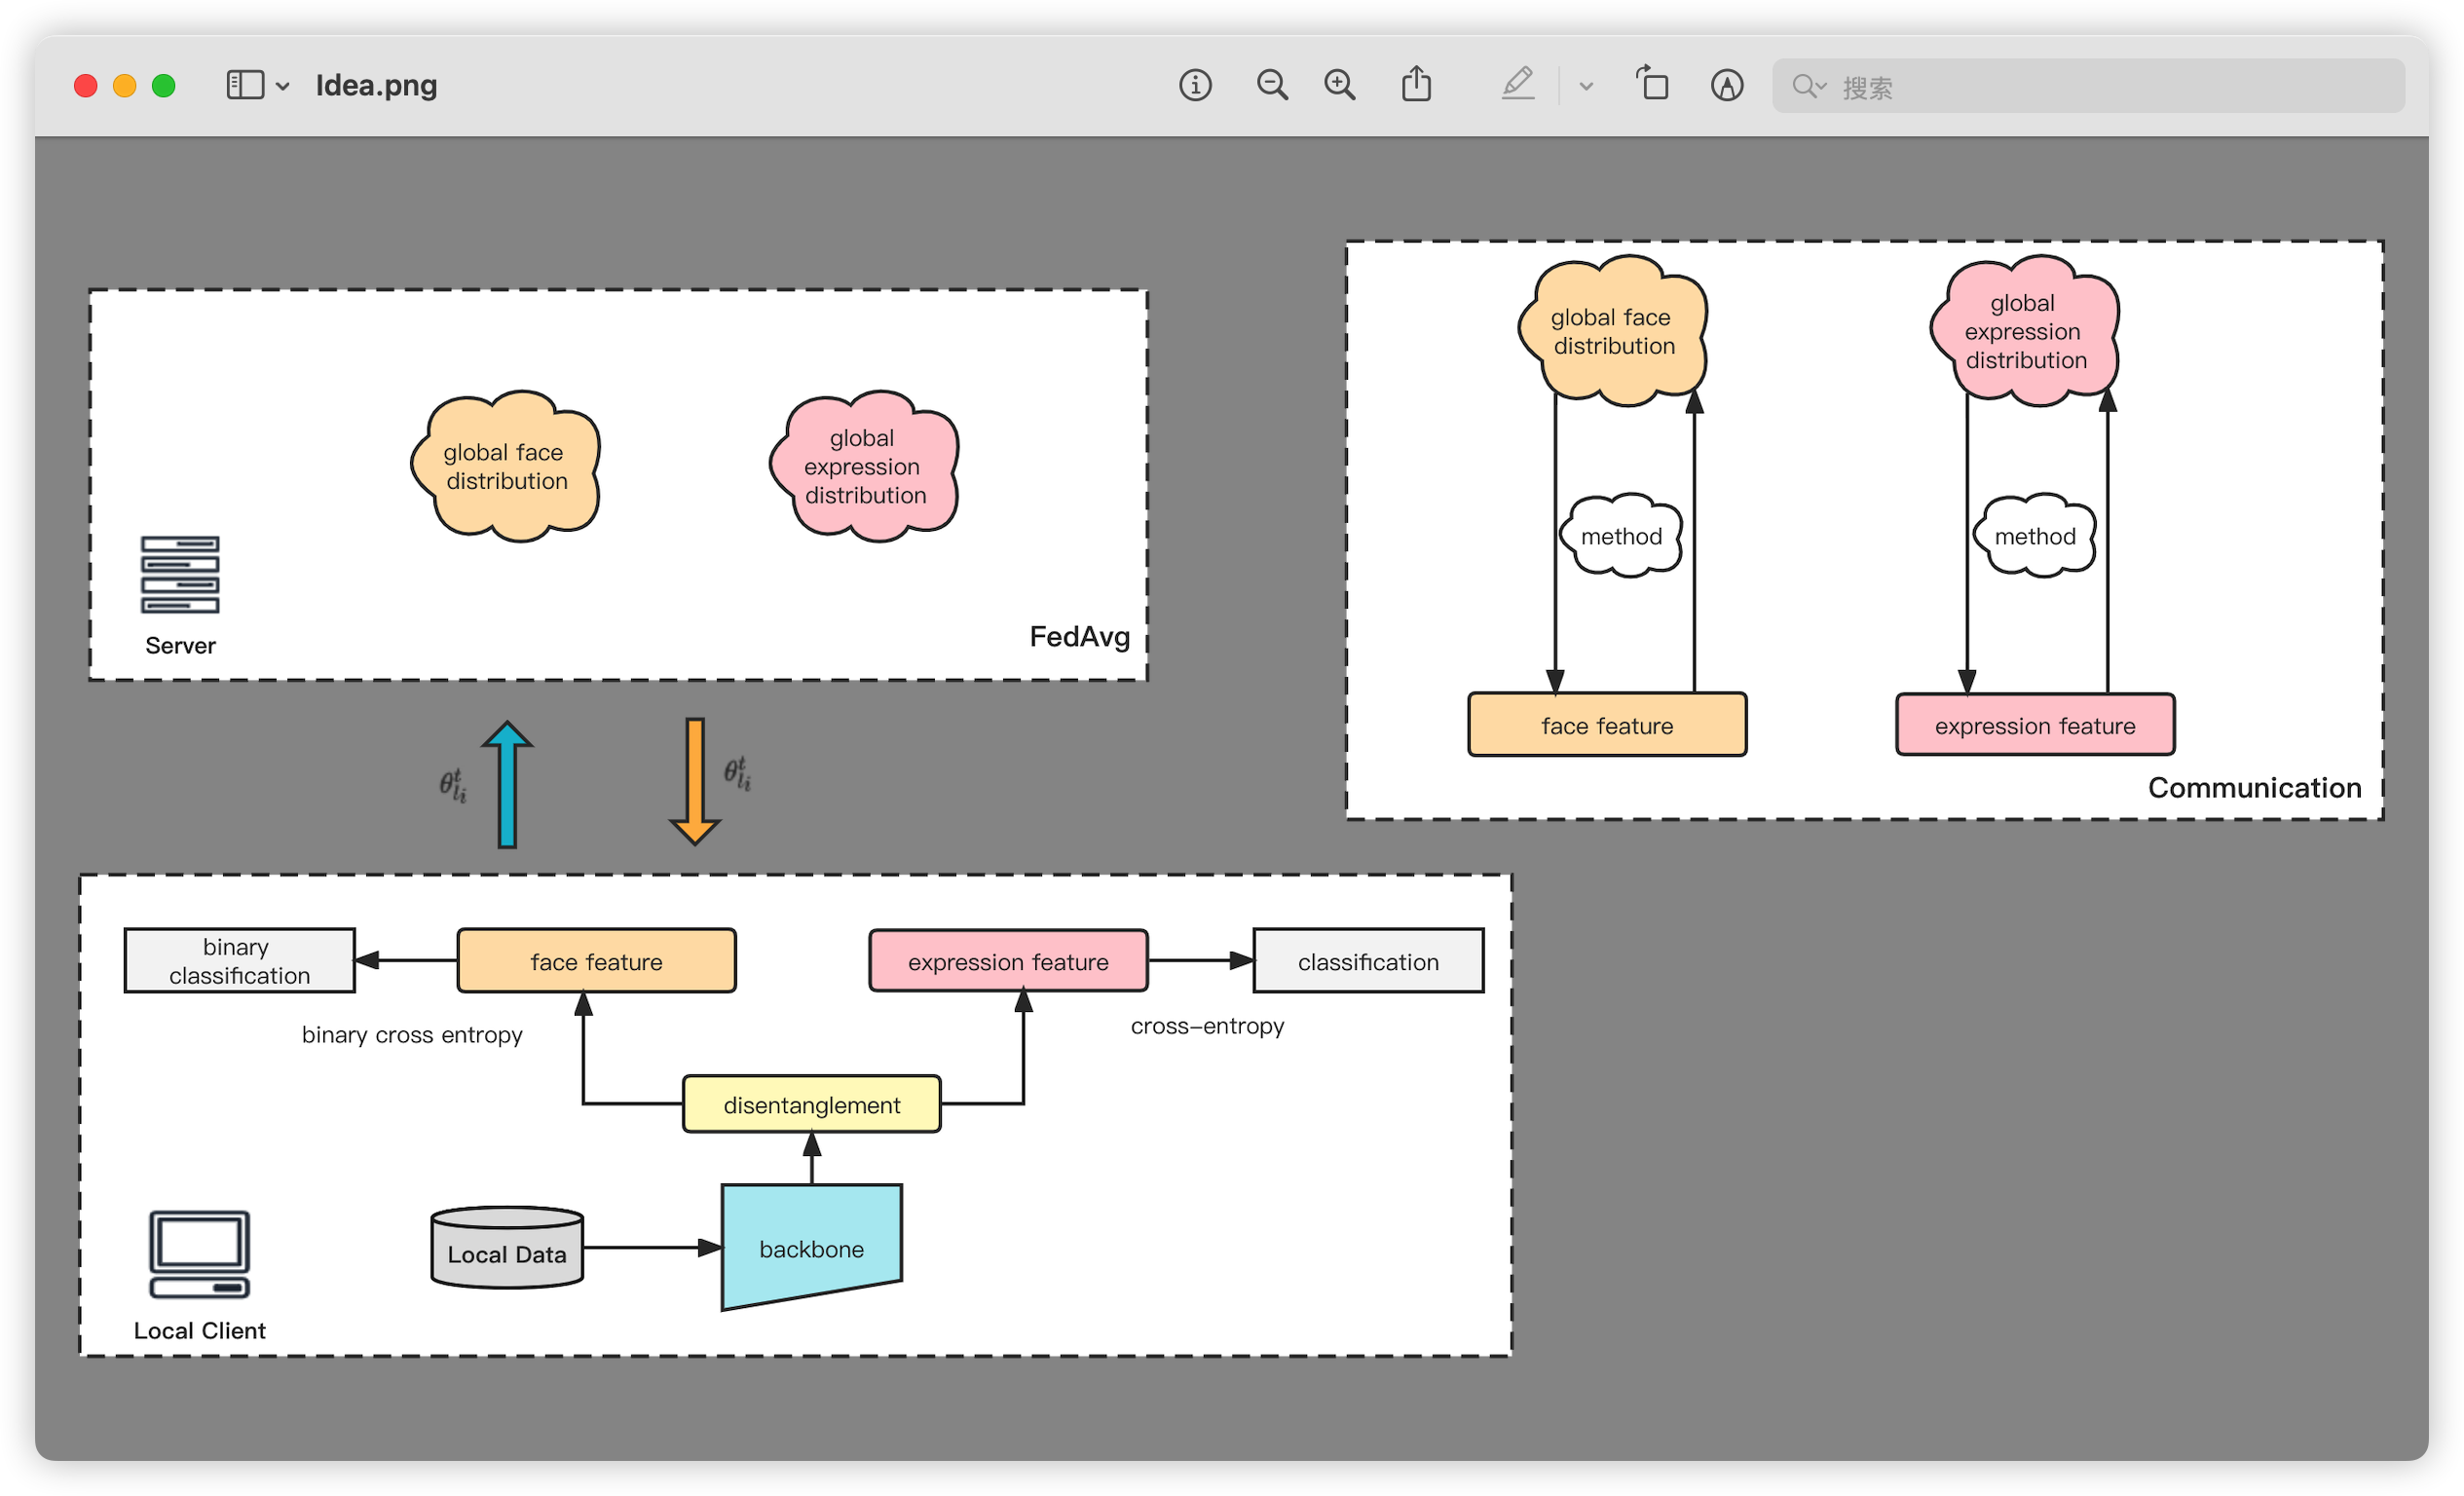 Idea.png
搜索
global face
distribution
global
expression
distribution
Server
FedAvg
global face
distribution
global
expression
distribution
method
method
face feature
expression feature
Communication
θ^t_{l_i}
θ^t_{l_i}
binary
classification
face feature
expression feature
classification
binary cross entropy
cross-entropy
disentanglement
Local Data
backbone
Local Client